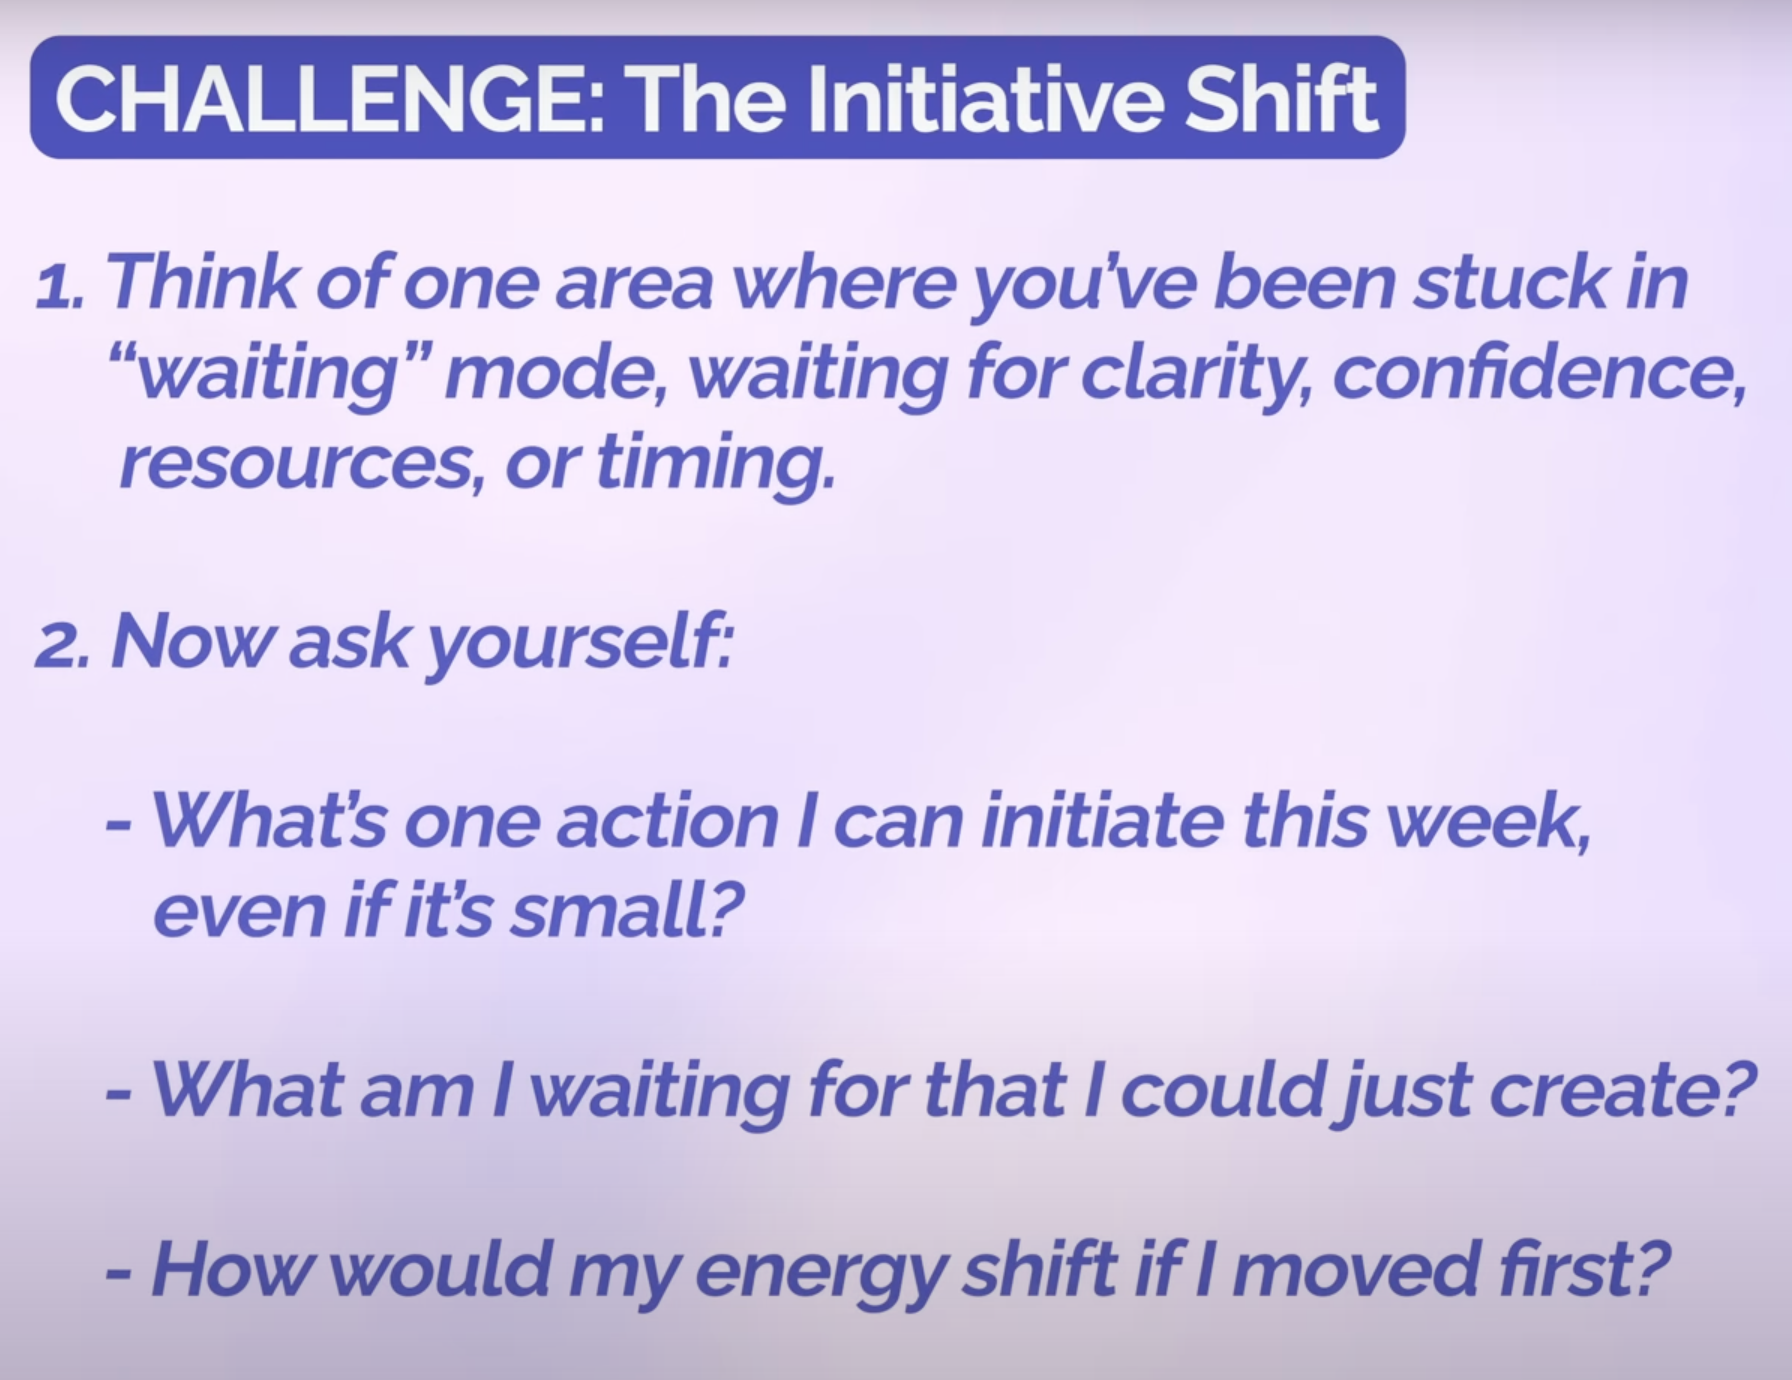 CHALLENGE: The Initiative Shift
1. Think of one area where you’ve been stuck in
“waiting” mode, waiting for clarity, confidence,
resources, or timing.
2. Now ask yourself:
- What’s one action I can initiate this week,
even if it’s small?
- What am I waiting for that I could just create?
- How would my energy shift if I moved first?